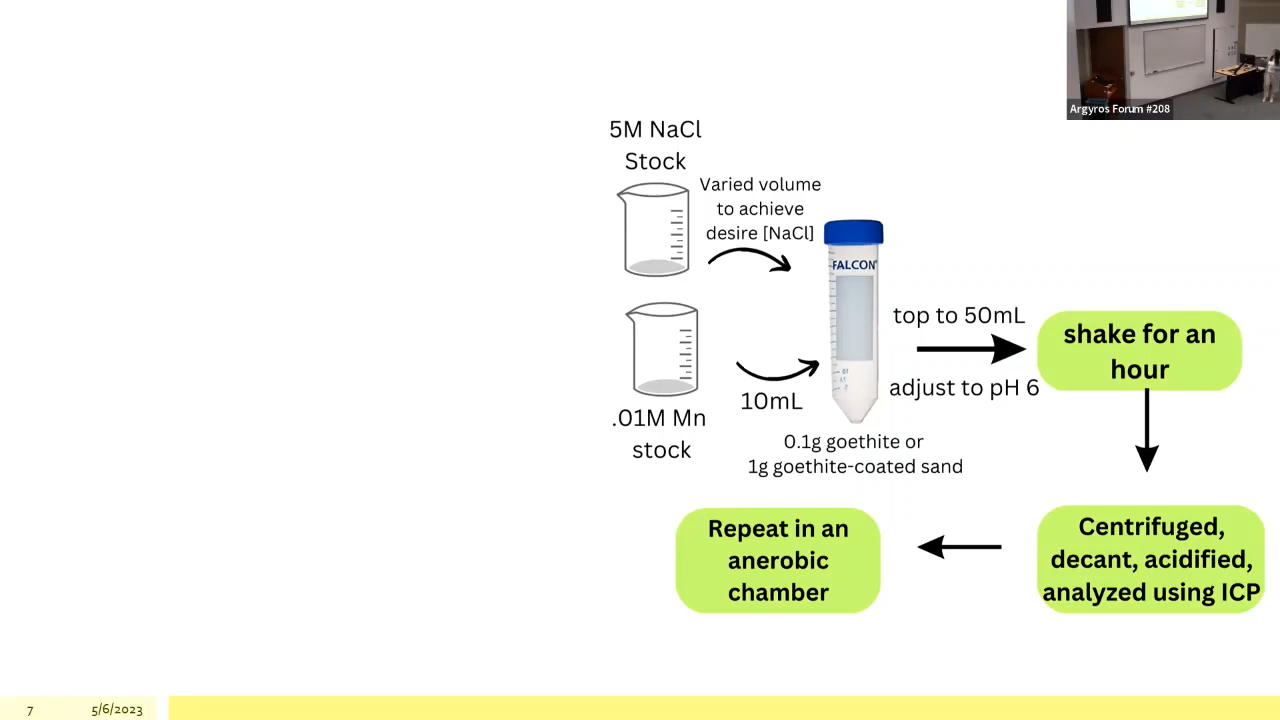 Argyros Forum #208
5M NaCl
Stock
Varied volume
to achieve
desire [NaCl]
FALCON
top to 50mL
adjust to pH 6
shake for an
hour
10mL
.01M Mn
stock
0.1g goethite or
1g goethite-coated sand
Repeat in an
anerobic
chamber
Centrifuged,
decant, acidified,
analyzed using ICP
7
5/6/2023